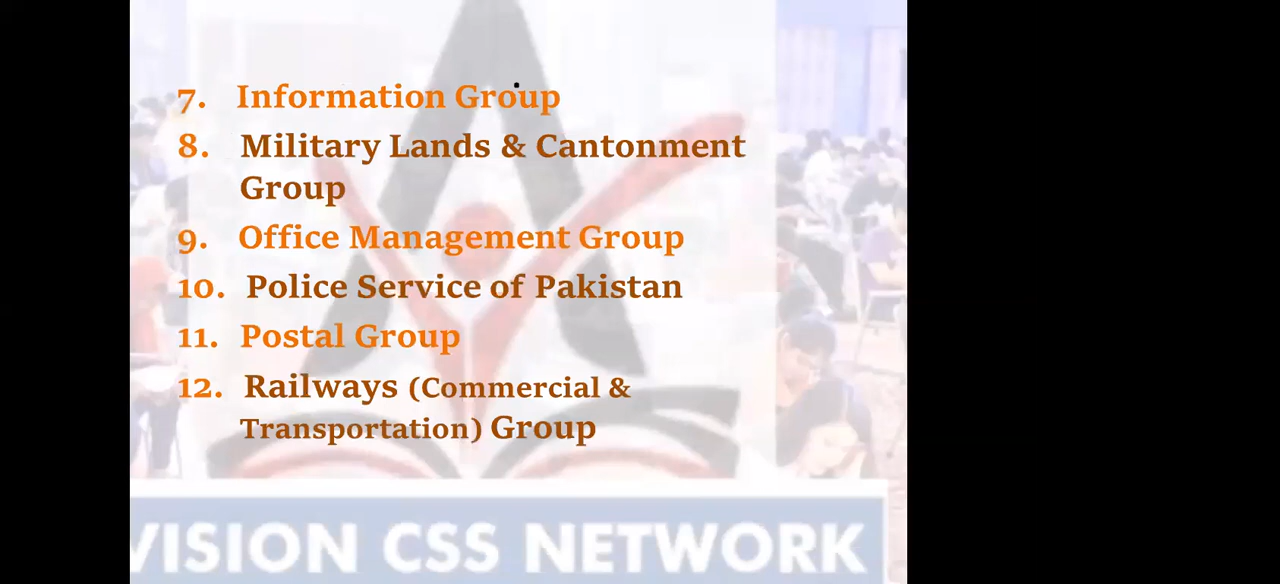 7. Information Group
8. Military Lands & Cantonment
Group
9. Office Management Group
10. Police Service of Pakistan
11. Postal Group
12. Railways (Commercial &
Transportation) Group
VISION CSS NETWORK